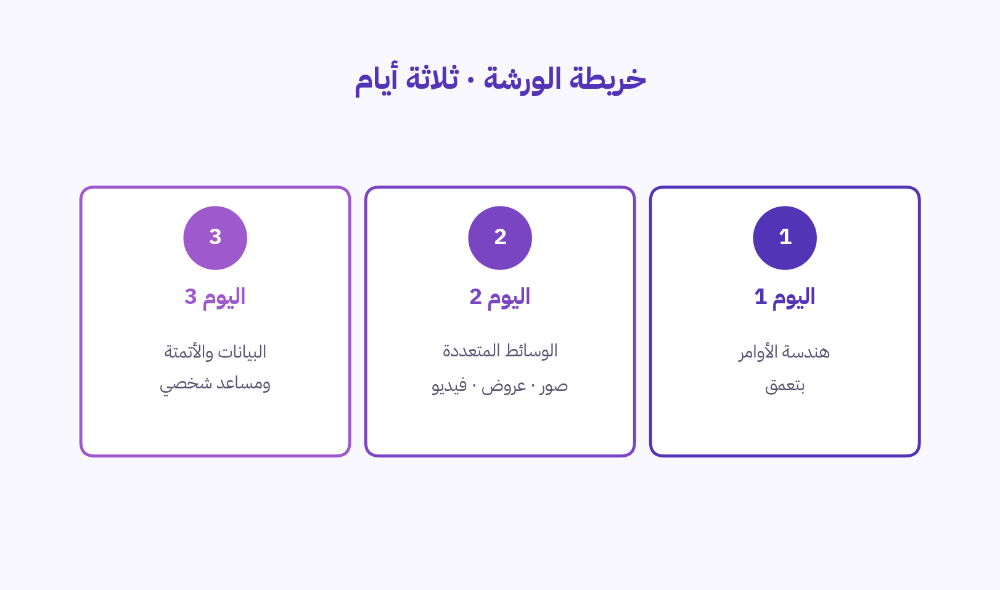 خريطة الورشة · ثلاثة أيام
1
اليوم 1
هندسة الأوامر
بتعمق
2
اليوم 2
الوسائط المتعددة
صور · عروض · فيديو
3
اليوم 3
البيانات والأتمتة
ومساعد شخصي